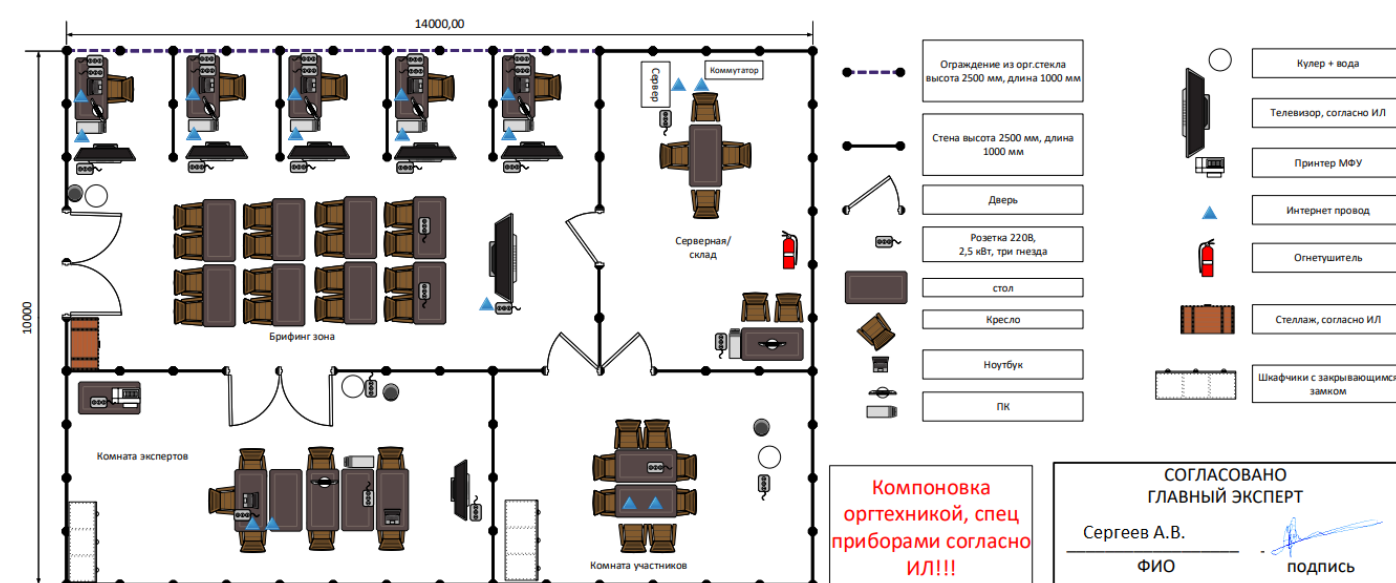 14000,00
10000
Сервер
Коммутатор
Серверная/
склад
Брифинг зона
Комната экспертов
Комната участников
Ограждение из орг.стекла
высота 2500 мм, длина
1000 мм
Стена высота 2500 мм, длина
1000 мм
Дверь
Розетка 220В,
2,5 кВт, три гнезда
стол
Кресло
Ноутбук
ПК
Кулер + вода
Телевизор, согласно ИЛ
Принтер МФУ
Интернет провод
Огнетушитель
Стеллаж, согласно ИЛ
Шкафчики с закрывающимся
замком
Компоновка
оргтехникой, спец
приборами согласно
ИЛ!!!
СОГЛАСОВАНО
ГЛАВНЫЙ ЭКСПЕРТ
Сергеев А.В.
ФИО
подпись